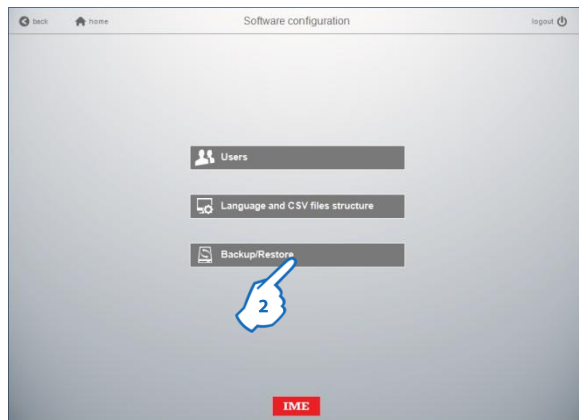 back home Software configuration logout
Users
Language and CSV files structure
Backup/Restore
2
IME